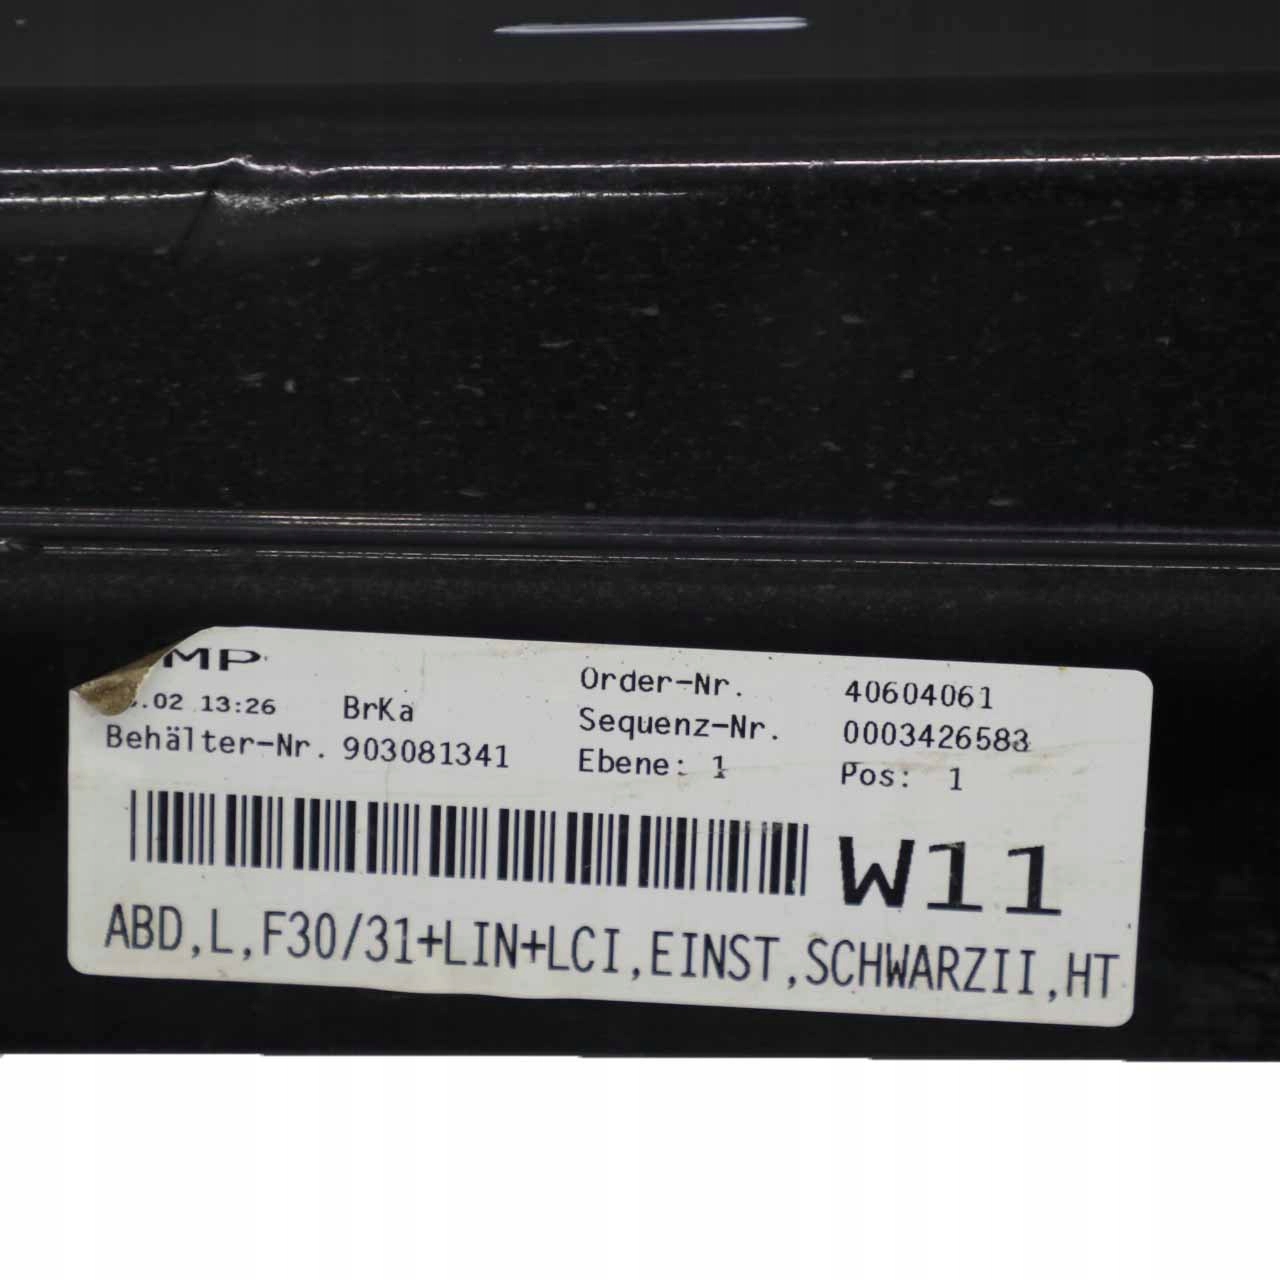 MP
.02 13:26 BrKa
Behälter-Nr. 903081341
Order-Nr. 40604061
Sequenz-Nr. 0003426583
Ebene: 1 Pos: 1
W11
ABD,L,F30/31+LIN+LCI,EINST,SCHWARZII,HT